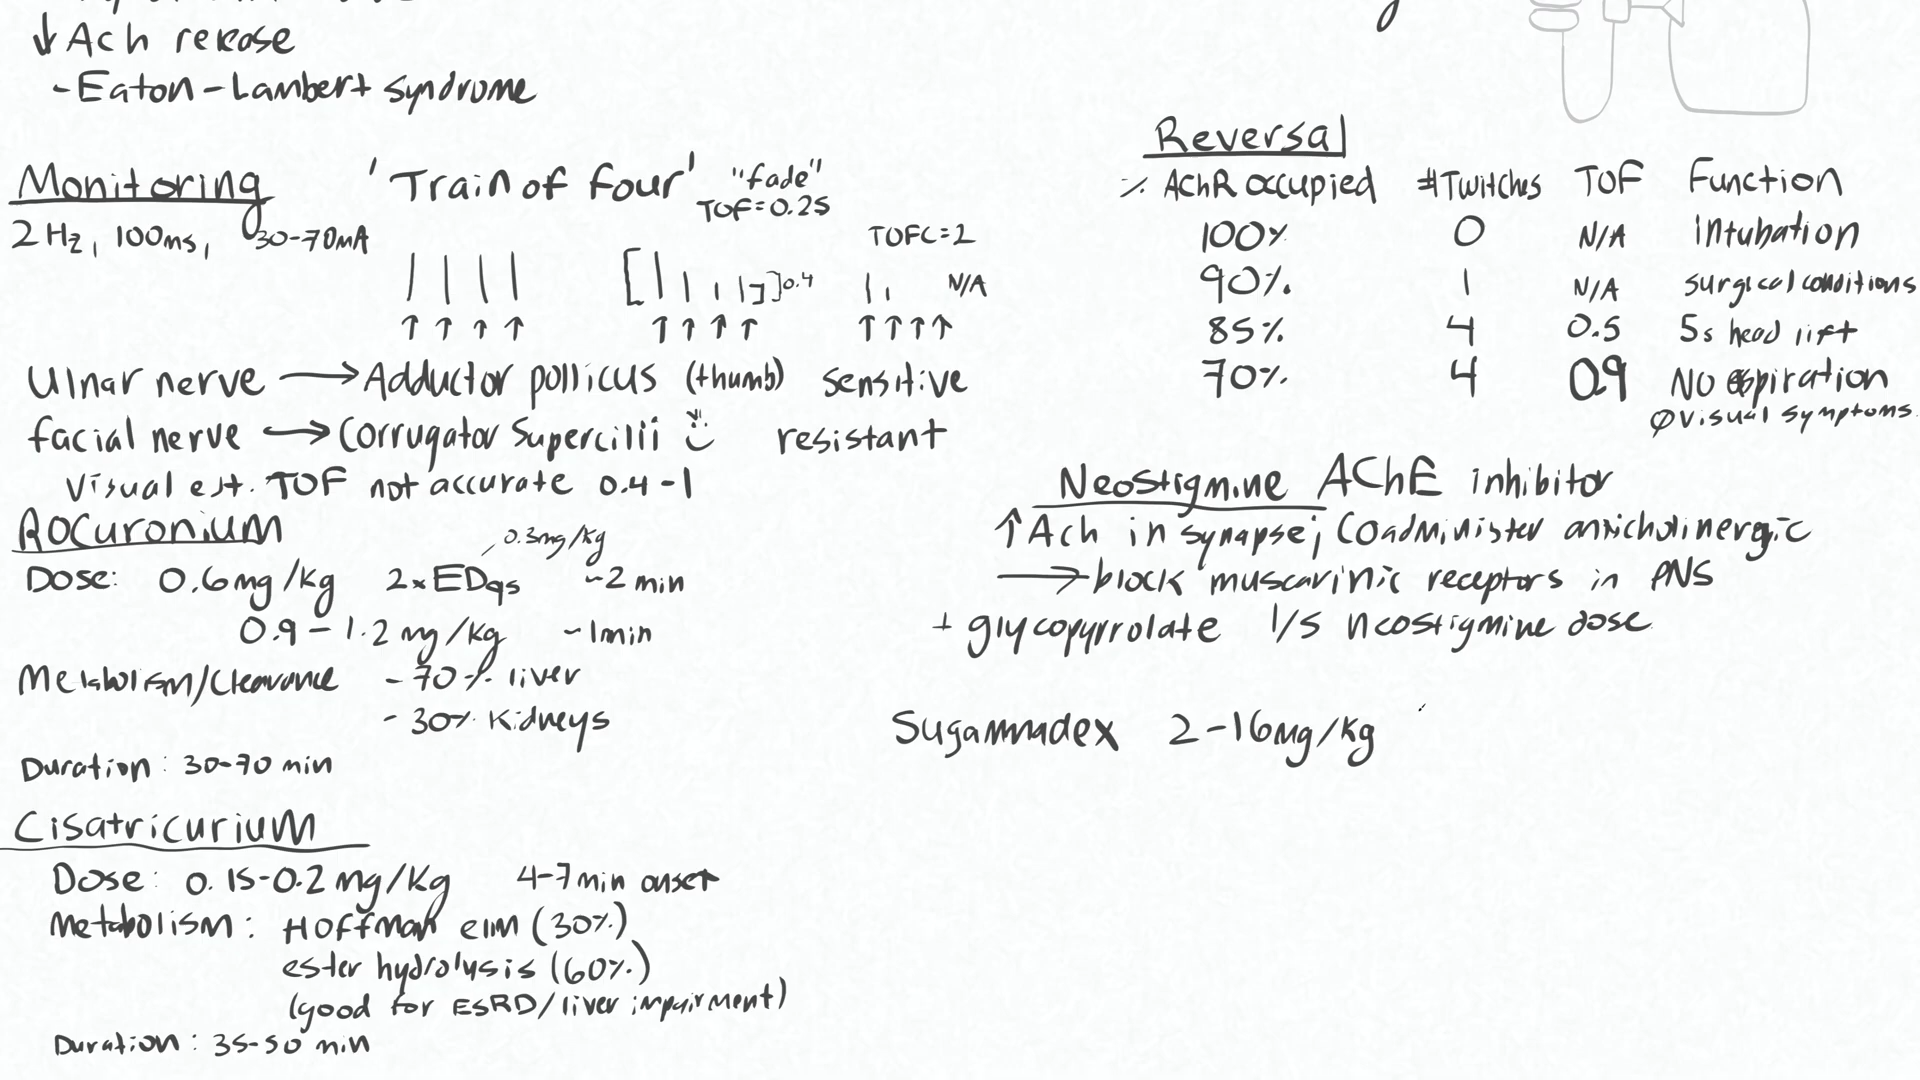 ↓ Ach release
- Eaton-Lambert syndrome
Monitoring
2 Hz, 100ms, 30-70mA
'Train of four'
"fade"
TOF=0.25
TOFC=2
0.4
N/A
Ulnar nerve → Adductor pollicus (thumb) sensitive
facial nerve → Corrugator Supercilii resistant
Visual est. TOF not accurate 0.4-1
Rocuronium
0.3mg/kg
Dose: 0.6mg/kg 2xED95 ~2 min
0.9-1.2 mg/kg ~1min
Metabolism/Clearance - 70% liver
- 30% Kidneys
Duration: 30-70 min
Cisatricurium
Dose: 0.15-0.2mg/Kg 4-7min onset
Metabolism: Hoffman elim (30%)
ester hydrolysis (60%)
(good for ESRD/liver impairment)
Duration: 35-50 min
Reversal
% AchR occupied #Twitches TOF Function
100% 0 N/A intubation
90% 1 N/A surgical conditions
85% 4 0.5 5s head lift
70% 4 0.9 No aspiration
∅ visual symptoms
Neostigmine AChE inhibitor
↑Ach in synapse; Coadminister anticholinergic
→ block muscarinic receptors in PNS
+ glycopyrrolate 1/5 neostigmine dose
Sugammadex 2-16mg/kg